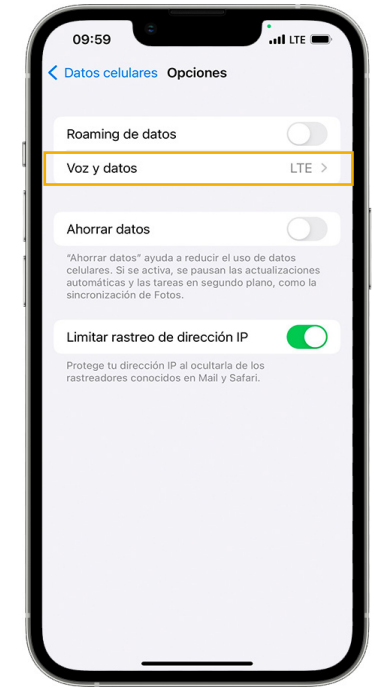 09:59 LTE
Datos celulares Opciones
Roaming de datos
Voz y datos LTE
Ahorrar datos
“Ahorrar datos” ayuda a reducir el uso de datos
celulares. Si se activa, se pausan las actualizaciones
automáticas y las tareas en segundo plano, como la
sincronización de Fotos.
Limitar rastreo de dirección IP
Protege tu dirección IP al ocultarla de los
rastreadores conocidos en Mail y Safari.